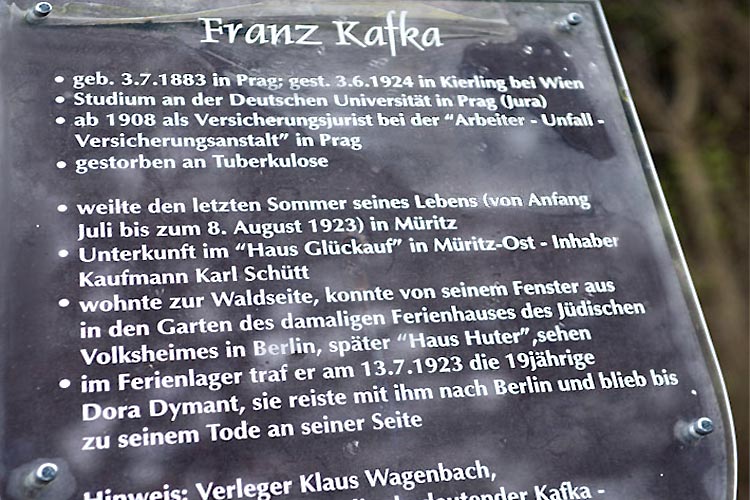 Franz Kafka
• geb. 3.7.1883 in Prag; gest. 3.6.1924 in Kierling bei Wien
• Studium an der Deutschen Universität in Prag (Jura)
• ab 1908 als Versicherungsjurist bei der "Arbeiter - Unfall -
Versicherungsanstalt" in Prag
• gestorben an Tuberkulose
• weilte den letzten Sommer seines Lebens (von Anfang
Juli bis zum 8. August 1923) in Müritz
• Unterkunft im "Haus Glückauf" in Müritz-Ost - Inhaber
Kaufmann Karl Schütt
• wohnte zur Waldseite, konnte von seinem Fenster aus
in den Garten des damaligen Ferienhauses des Jüdischen
Volksheimes in Berlin, später "Haus Huter", sehen
• im Ferienlager traf er am 13.7.1923 die 19jährige
Dora Dymant, sie reiste mit ihm nach Berlin und blieb bis
zu seinem Tode an seiner Seite
Hinweis: Verleger Klaus Wagenbach,
bedeutender Kafka -